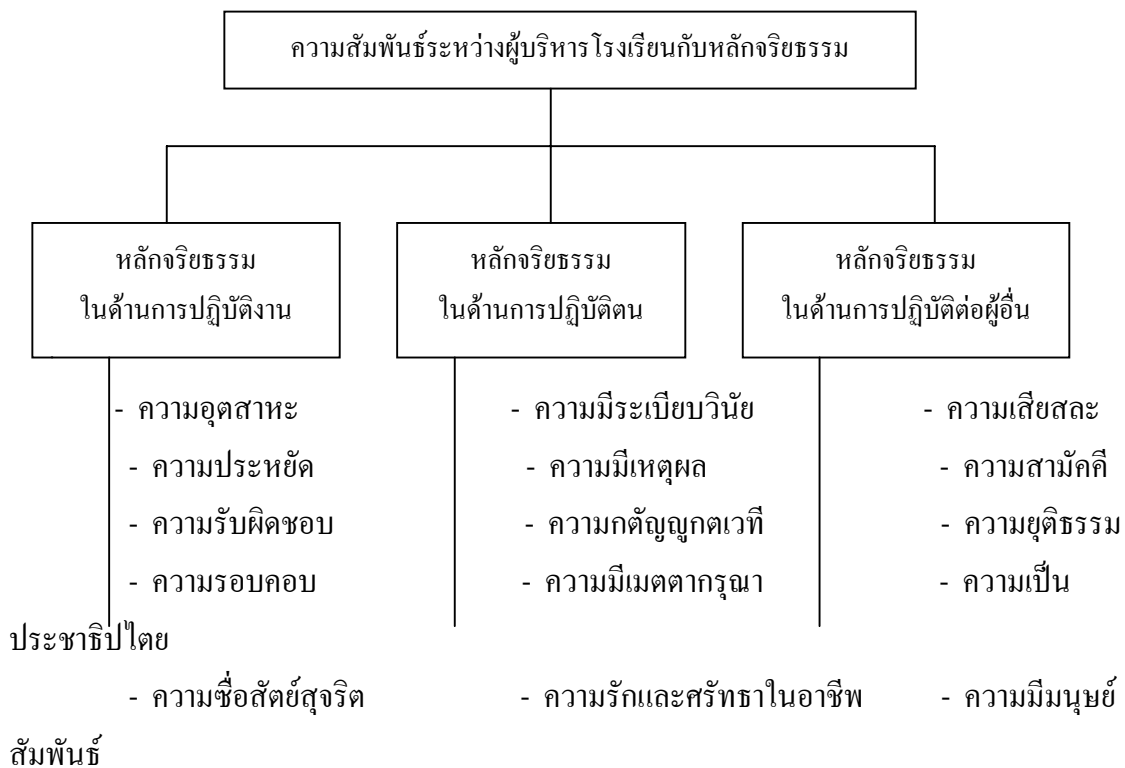 ความสัมพันธ์ระหว่างผู้บริหารโรงเรียนกับหลักจริยธรรม
หลักจริยธรรม
ในด้านการปฏิบัติงาน
หลักจริยธรรม
ในด้านการปฏิบัติตน
หลักจริยธรรม
ในด้านการปฏิบัติต่อผู้อื่น
- ความอุตสาหะ - ความมีระเบียบวินัย - ความเสียสละ
- ความประหยัด - ความมีเหตุผล - ความสามัคคี
- ความรับผิดชอบ - ความกตัญญูกตเวที - ความยุติธรรม
- ความรอบคอบ - ความมีเมตตากรุณา - ความเป็น
ประชาธิปไตย
- ความซื่อสัตย์สุจริต - ความรักและศรัทธาในอาชีพ - ความมีมนุษย์
สัมพันธ์